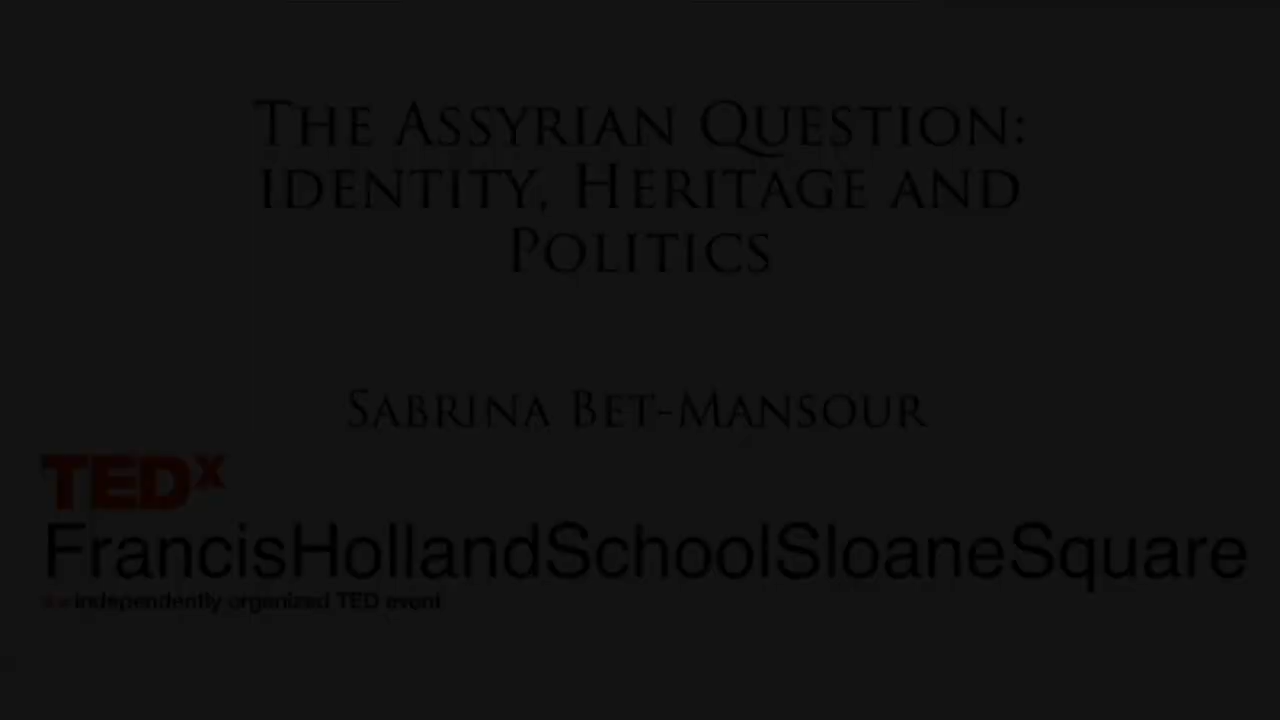 The Assyrian Question:
identity, Heritage and
Politics
Sabrina Bet-Mansour
TEDx
FrancisHollandSchoolSloaneSquare
independently organized TED event